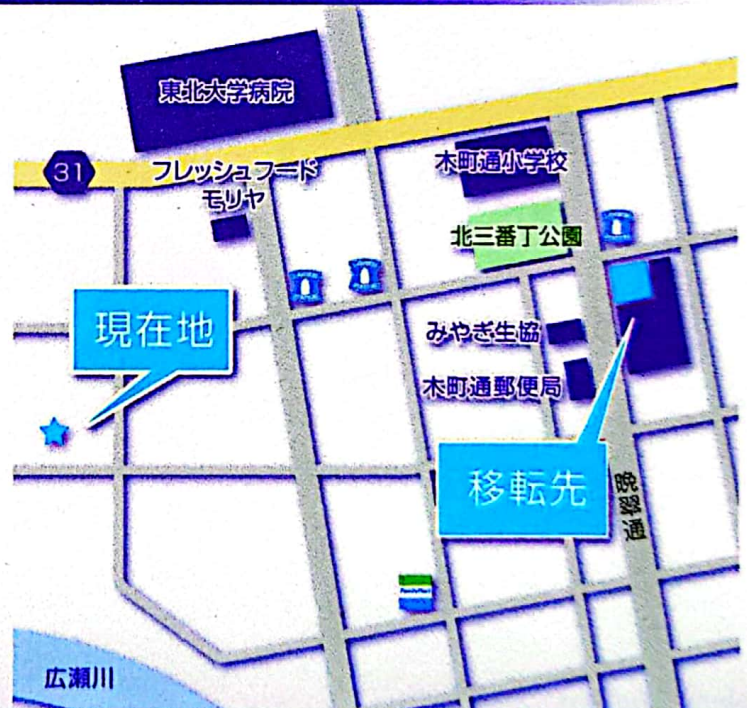 東北大学病院
31
フレッシュフード
モリヤ
木町通小学校
北三番丁公園
現在地
みやぎ生協
木町通郵便局
移転先
晩翠通
FamilyMart
広瀬川